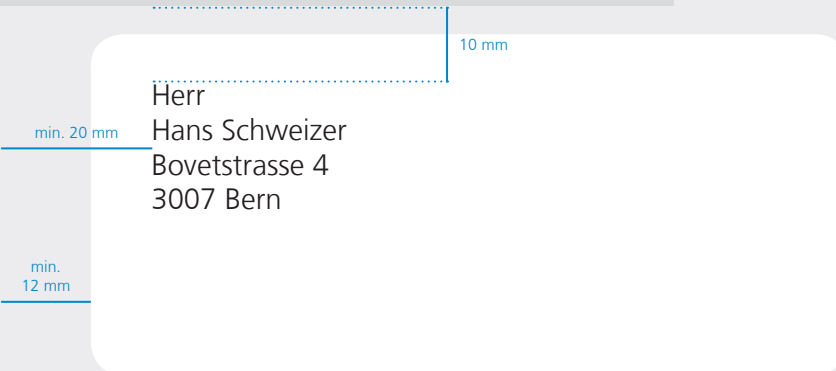 10 mm
Herr
min. 20 mm
Hans Schweizer
Bovetstrasse 4
3007 Bern
min.
12 mm